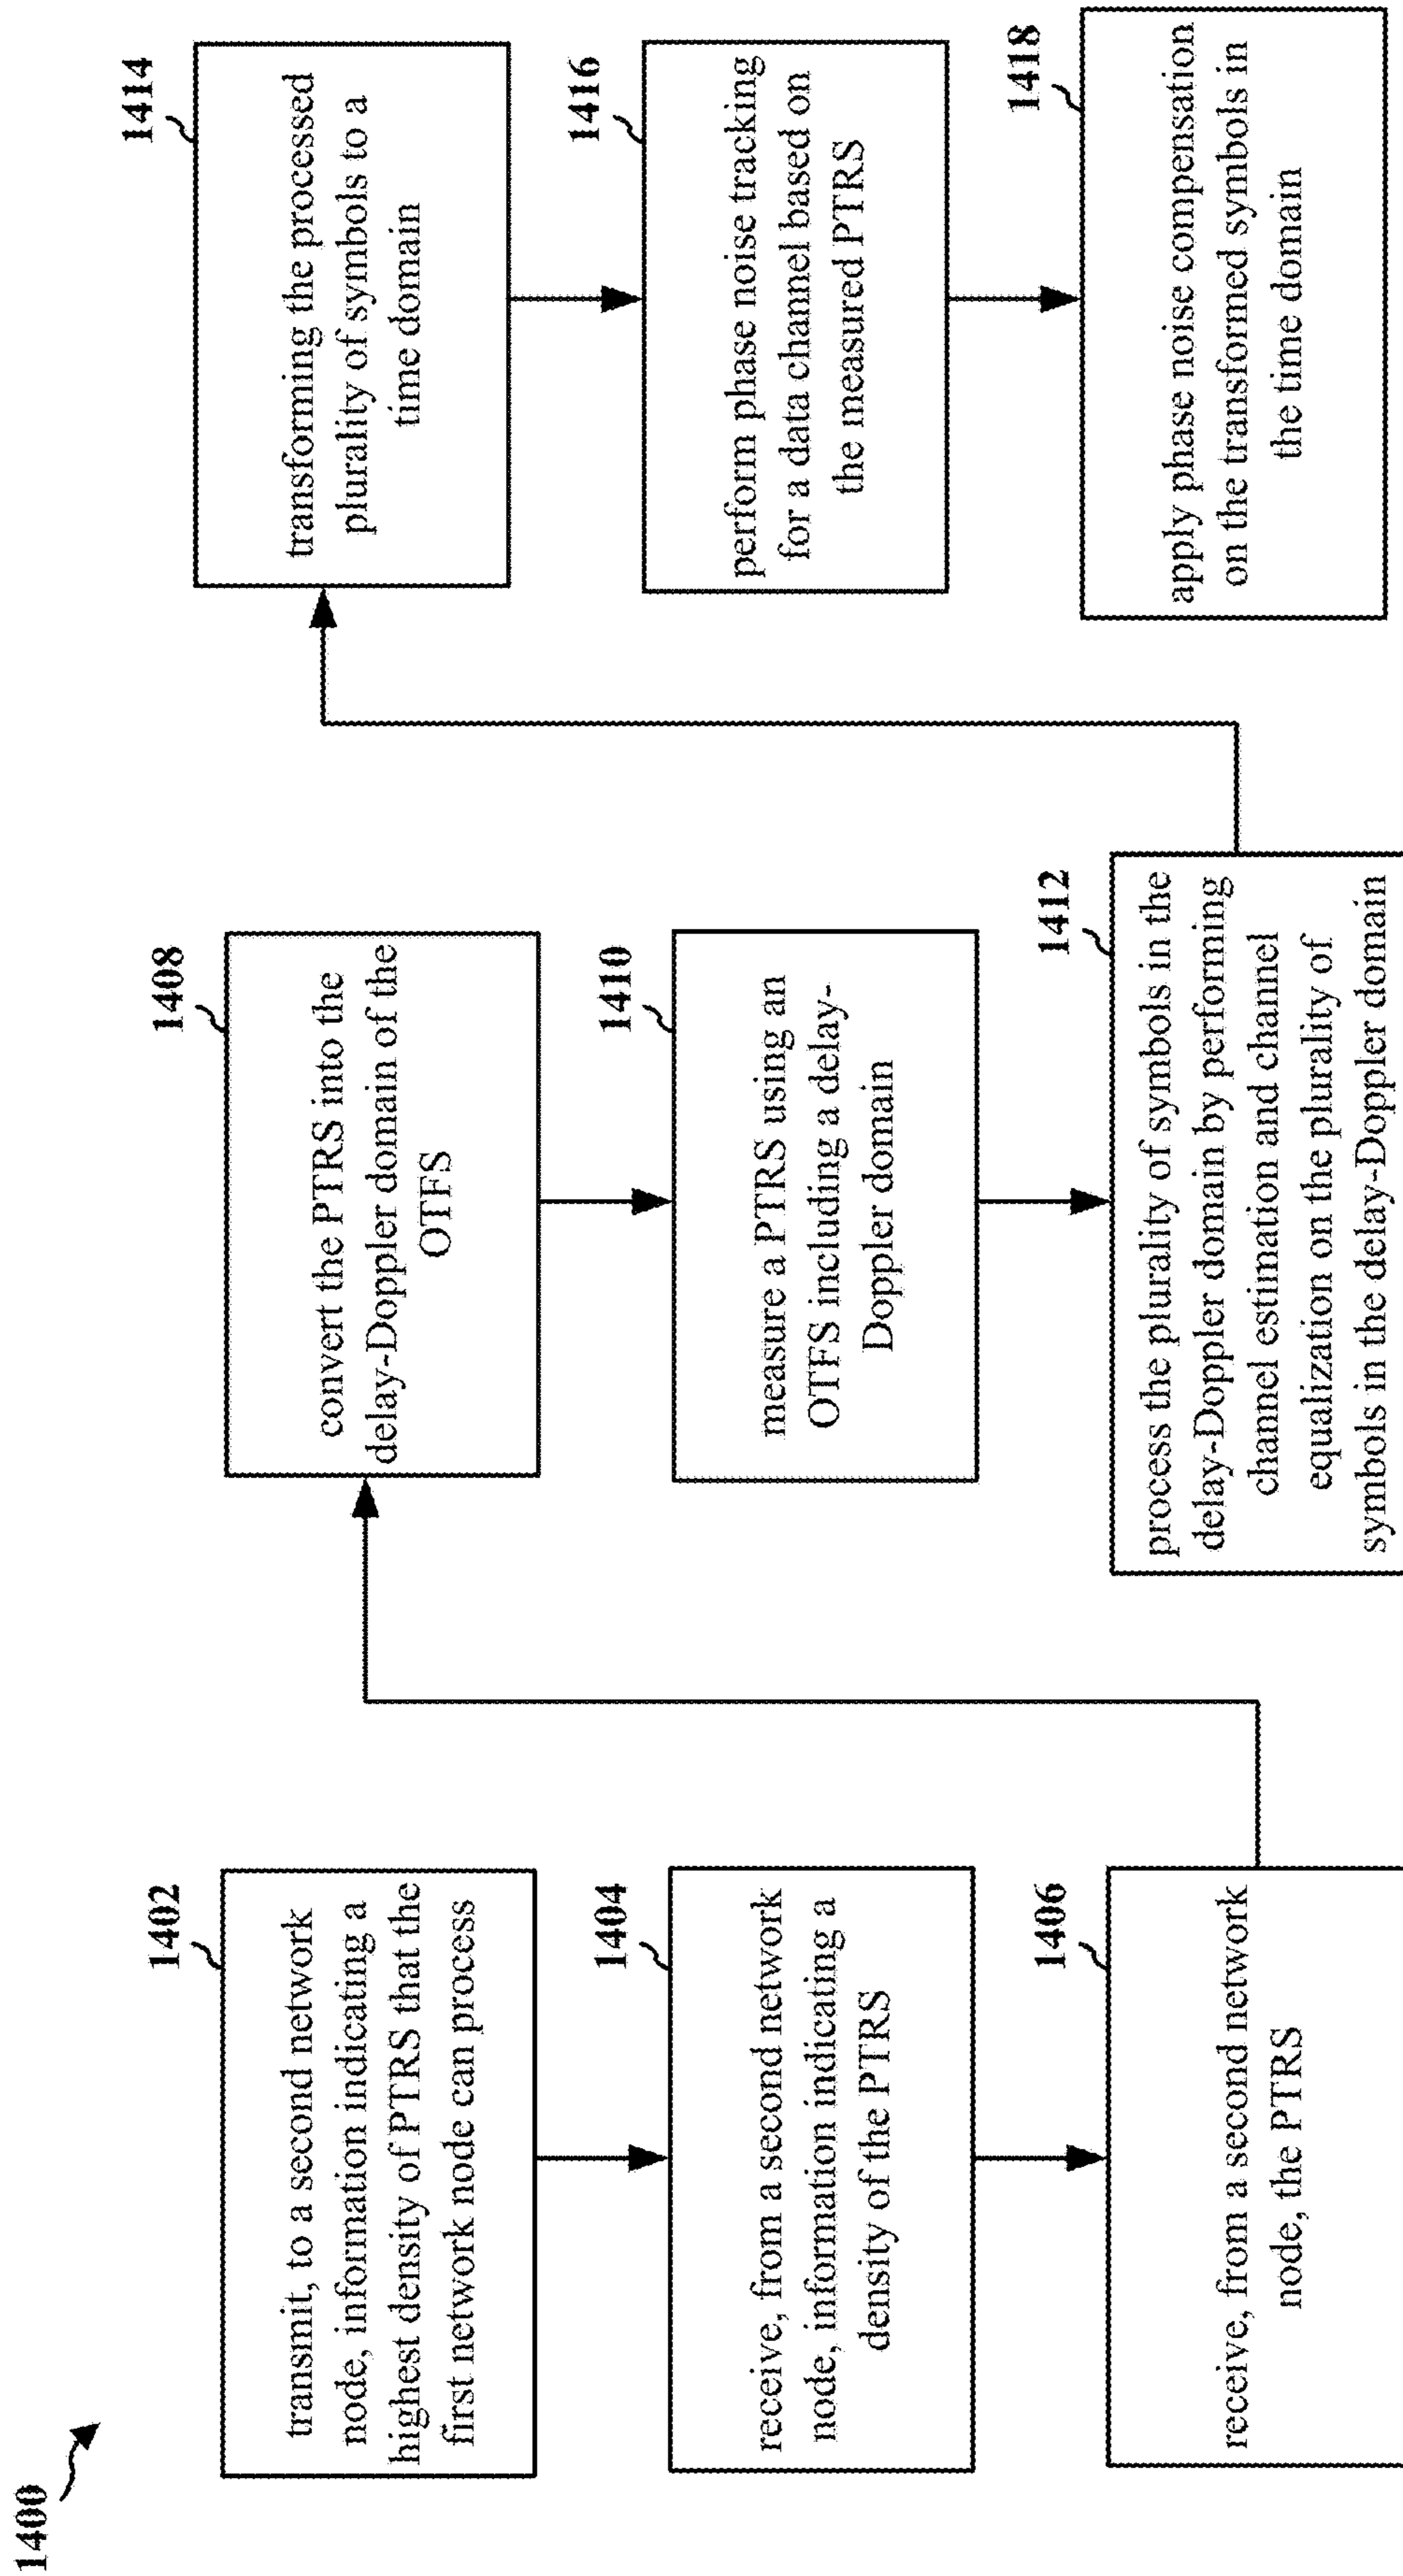 1400
1402
transmit, to a second network
node, information indicating a
highest density of PTRS that the
first network node can process
1404
receive, from a second network
node, information indicating a
density of the PTRS
1406
receive, from a second network
node, the PTRS
1408
convert the PTRS into the
delay-Doppler domain of the
OTFS
1410
measure a PTRS using an
OTFS including a delay-
Doppler domain
1412
process the plurality of symbols in the
delay-Doppler domain by performing
channel estimation and channel
equalization on the plurality of
symbols in the delay-Doppler domain
1414
transforming the processed
plurality of symbols to a
time domain
1416
perform phase noise tracking
for a data channel based on
the measured PTRS
1418
apply phase noise compensation
on the transformed symbols in
the time domain